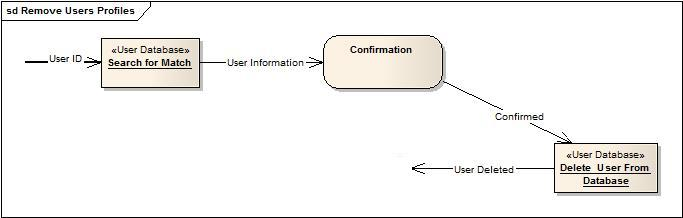 sd Remove Users Profiles
User ID
«User Database»
Search for Match
User Information
Confirmation
Confirmed
«User Database»
Delete User From
Database
User Deleted